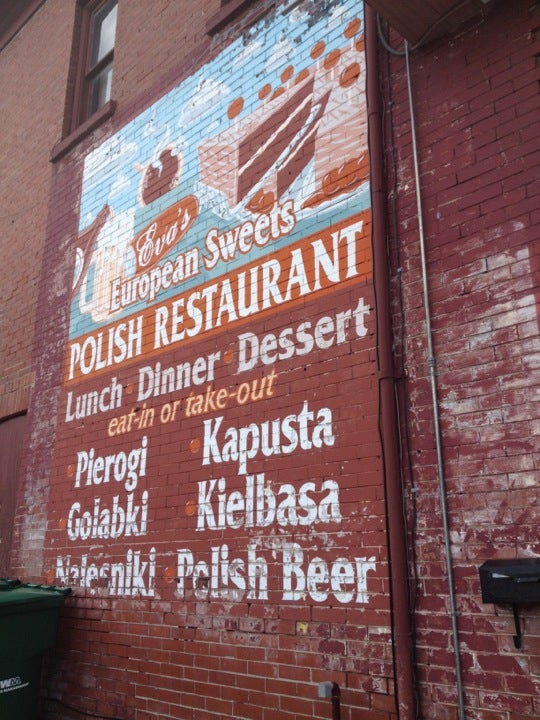 Eva's
European Sweets
POLISH RESTAURANT
Lunch Dinner Dessert
eat-in or take-out
Pierogi Kapusta
Golabki Kielbasa
Nalesniki Polish Beer
WM